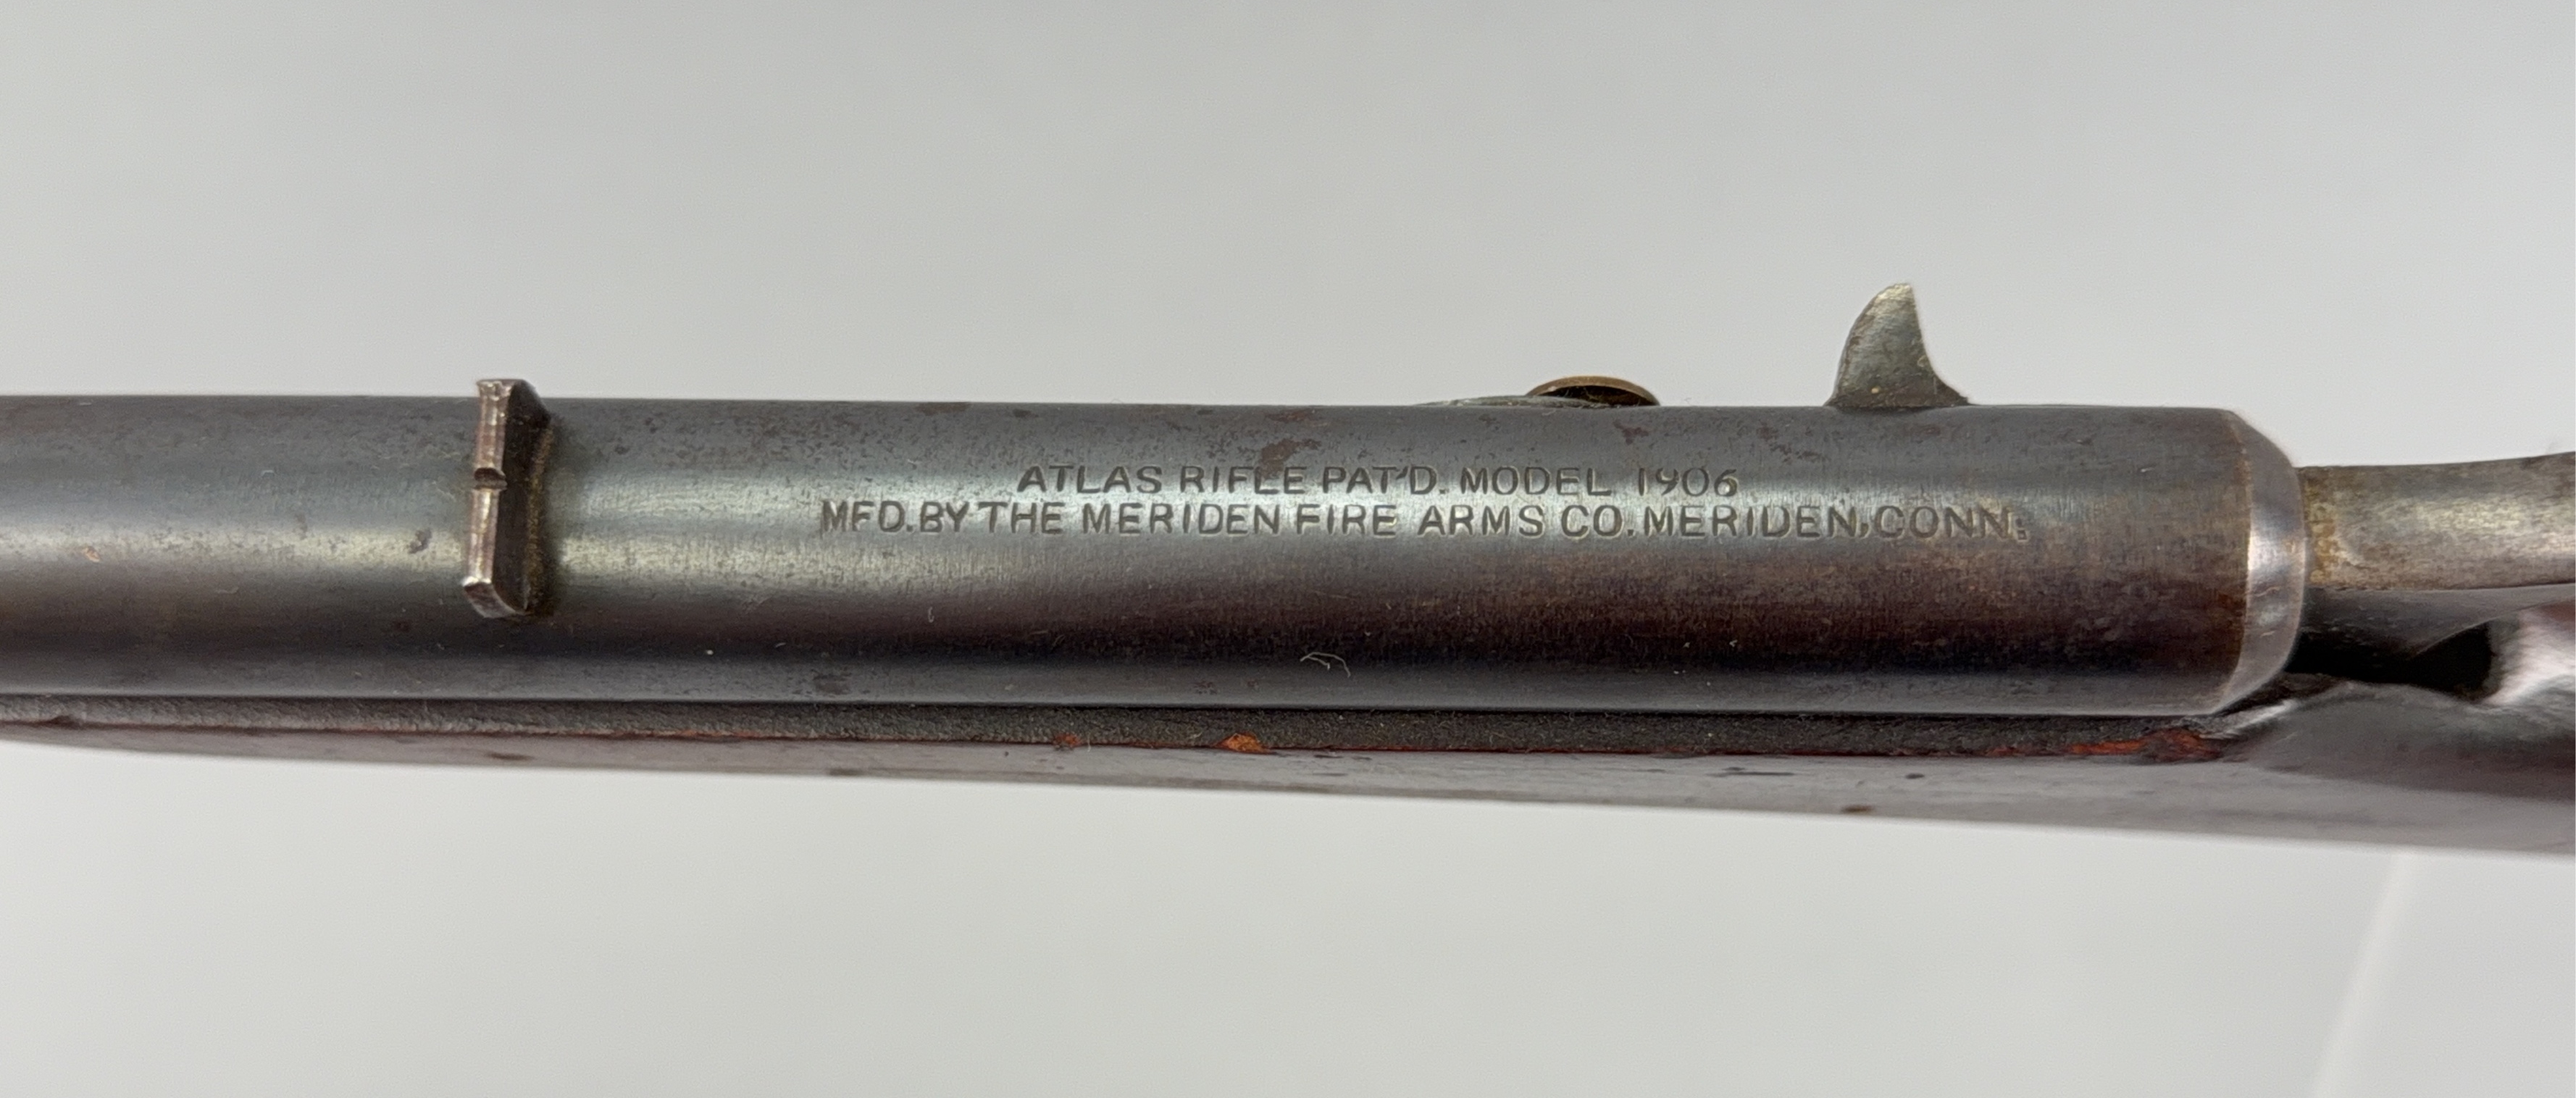 ATLAS RIFLE PAT'D. MODEL 1906
MFD. BY THE MERIDEN FIRE ARMS CO. MERIDEN, CONN.